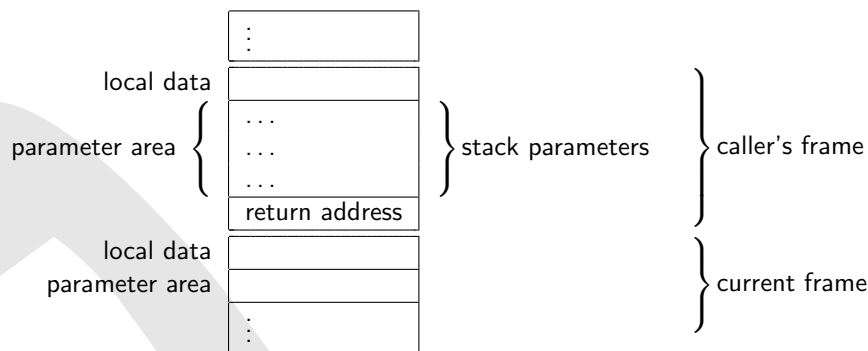 ⋮
local data
parameter area
. . .
. . .
. . .
stack parameters
caller's frame
return address
local data
parameter area
current frame
⋮